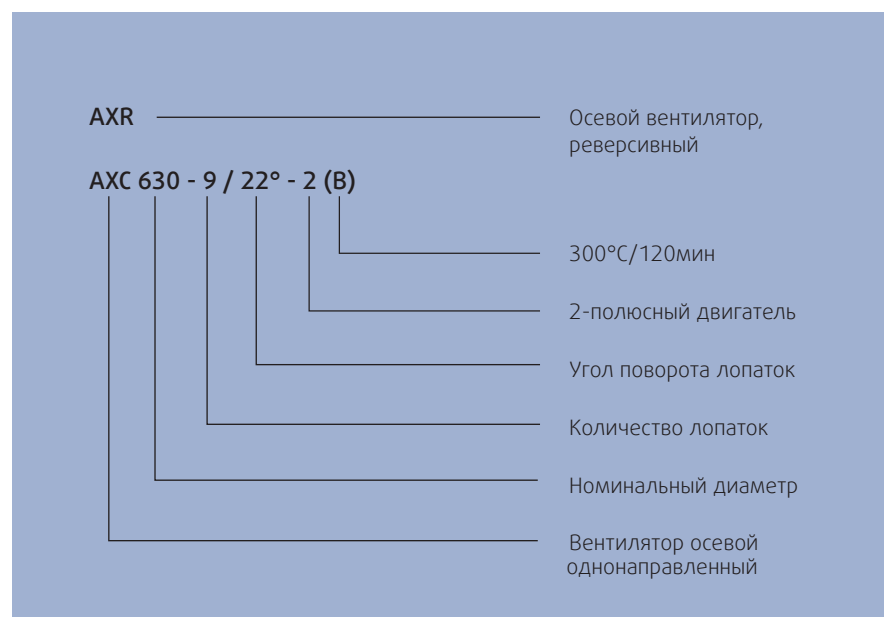 AXR
Осевой вентилятор,
реверсивный
AXC 630 - 9 / 22° - 2 (B)
300°C/120мин
2-полюсный двигатель
Угол поворота лопаток
Количество лопаток
Номинальный диаметр
Вентилятор осевой
однонаправленный